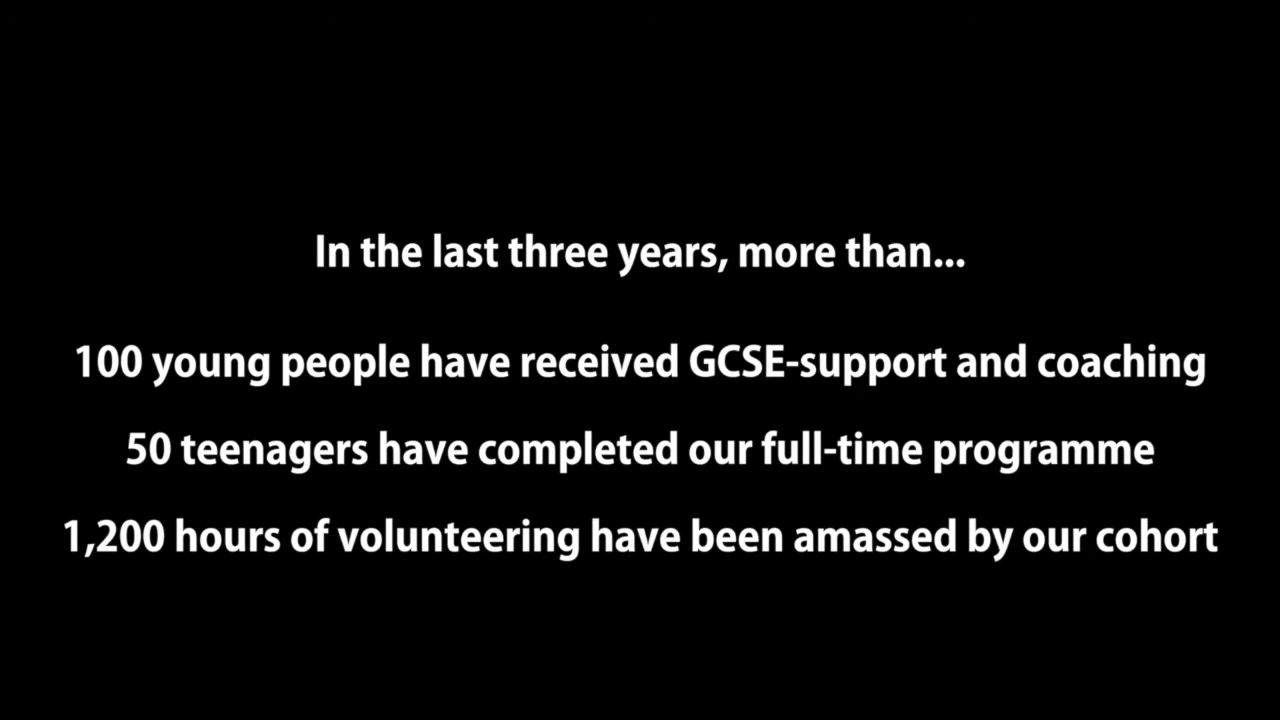 In the last three years, more than...
100 young people have received GCSE-support and coaching
50 teenagers have completed our full-time programme
1,200 hours of volunteering have been amassed by our cohort